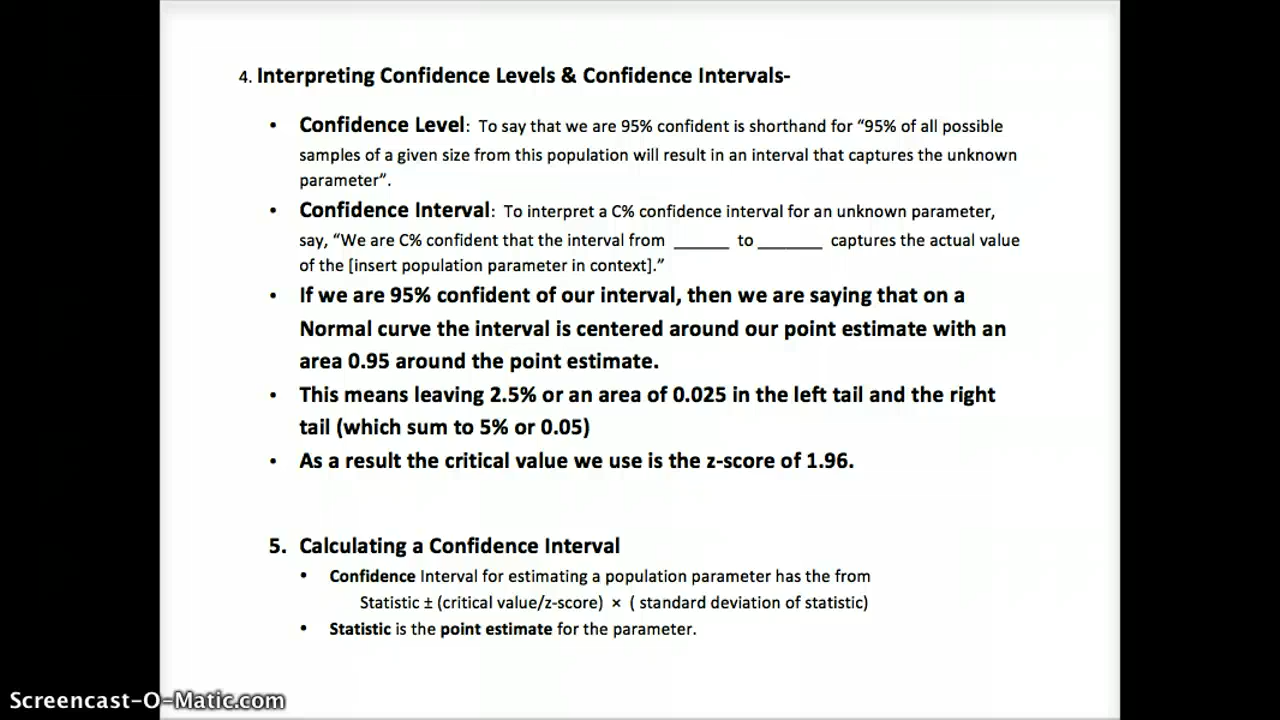 4. Interpreting Confidence Levels & Confidence Intervals-
• Confidence Level: To say that we are 95% confident is shorthand for “95% of all possible
samples of a given size from this population will result in an interval that captures the unknown
parameter”.
• Confidence Interval: To interpret a C% confidence interval for an unknown parameter,
say, “We are C% confident that the interval from ______ to _______ captures the actual value
of the [insert population parameter in context].”
• If we are 95% confident of our interval, then we are saying that on a
Normal curve the interval is centered around our point estimate with an
area 0.95 around the point estimate.
• This means leaving 2.5% or an area of 0.025 in the left tail and the right
tail (which sum to 5% or 0.05)
• As a result the critical value we use is the z-score of 1.96.
5. Calculating a Confidence Interval
• Confidence Interval for estimating a population parameter has the from
Statistic ± (critical value/z-score) × ( standard deviation of statistic)
• Statistic is the point estimate for the parameter.
Screencast-O-Matic.com